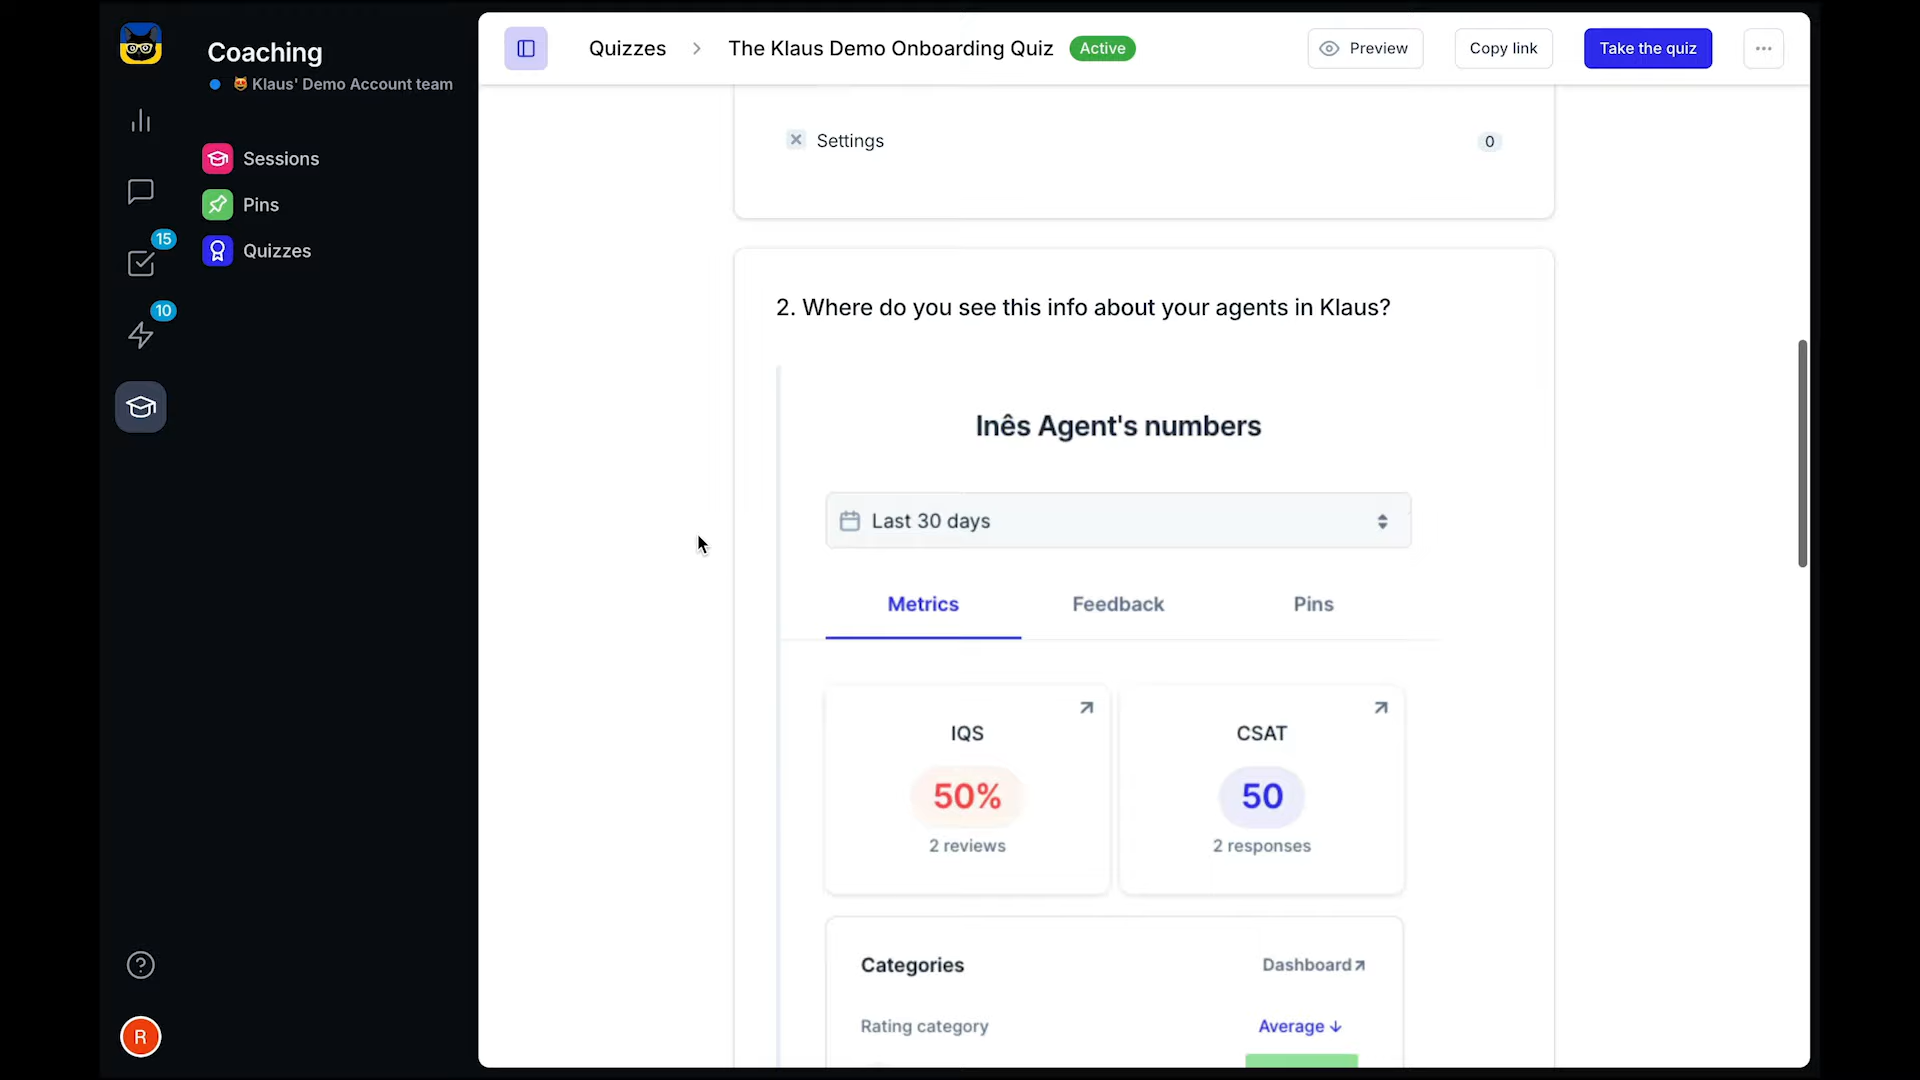 Coaching
Klaus' Demo Account team
Sessions
Pins
Quizzes
15
10
R
Quizzes > The Klaus Demo Onboarding Quiz Active
Preview
Copy link
Take the quiz
Settings 0
2. Where do you see this info about your agents in Klaus?
Inês Agent's numbers
Last 30 days
Metrics Feedback Pins
IQS
50%
2 reviews
CSAT
50
2 responses
Categories Dashboard
Rating category Average